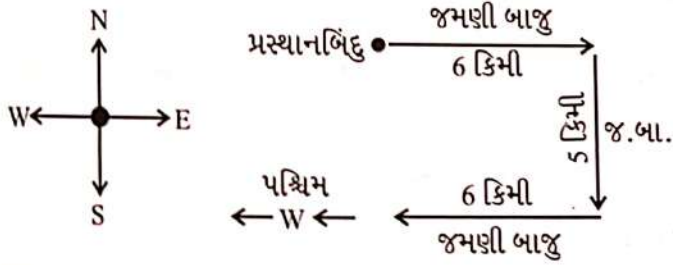 N
W E
S
પ્રસ્થાનબિંદુ
જમણી બાજુ
6 કિમી
5 કિમી
જ.બા.
6 કિમી
જમણી બાજુ
પશ્ચિમ
W